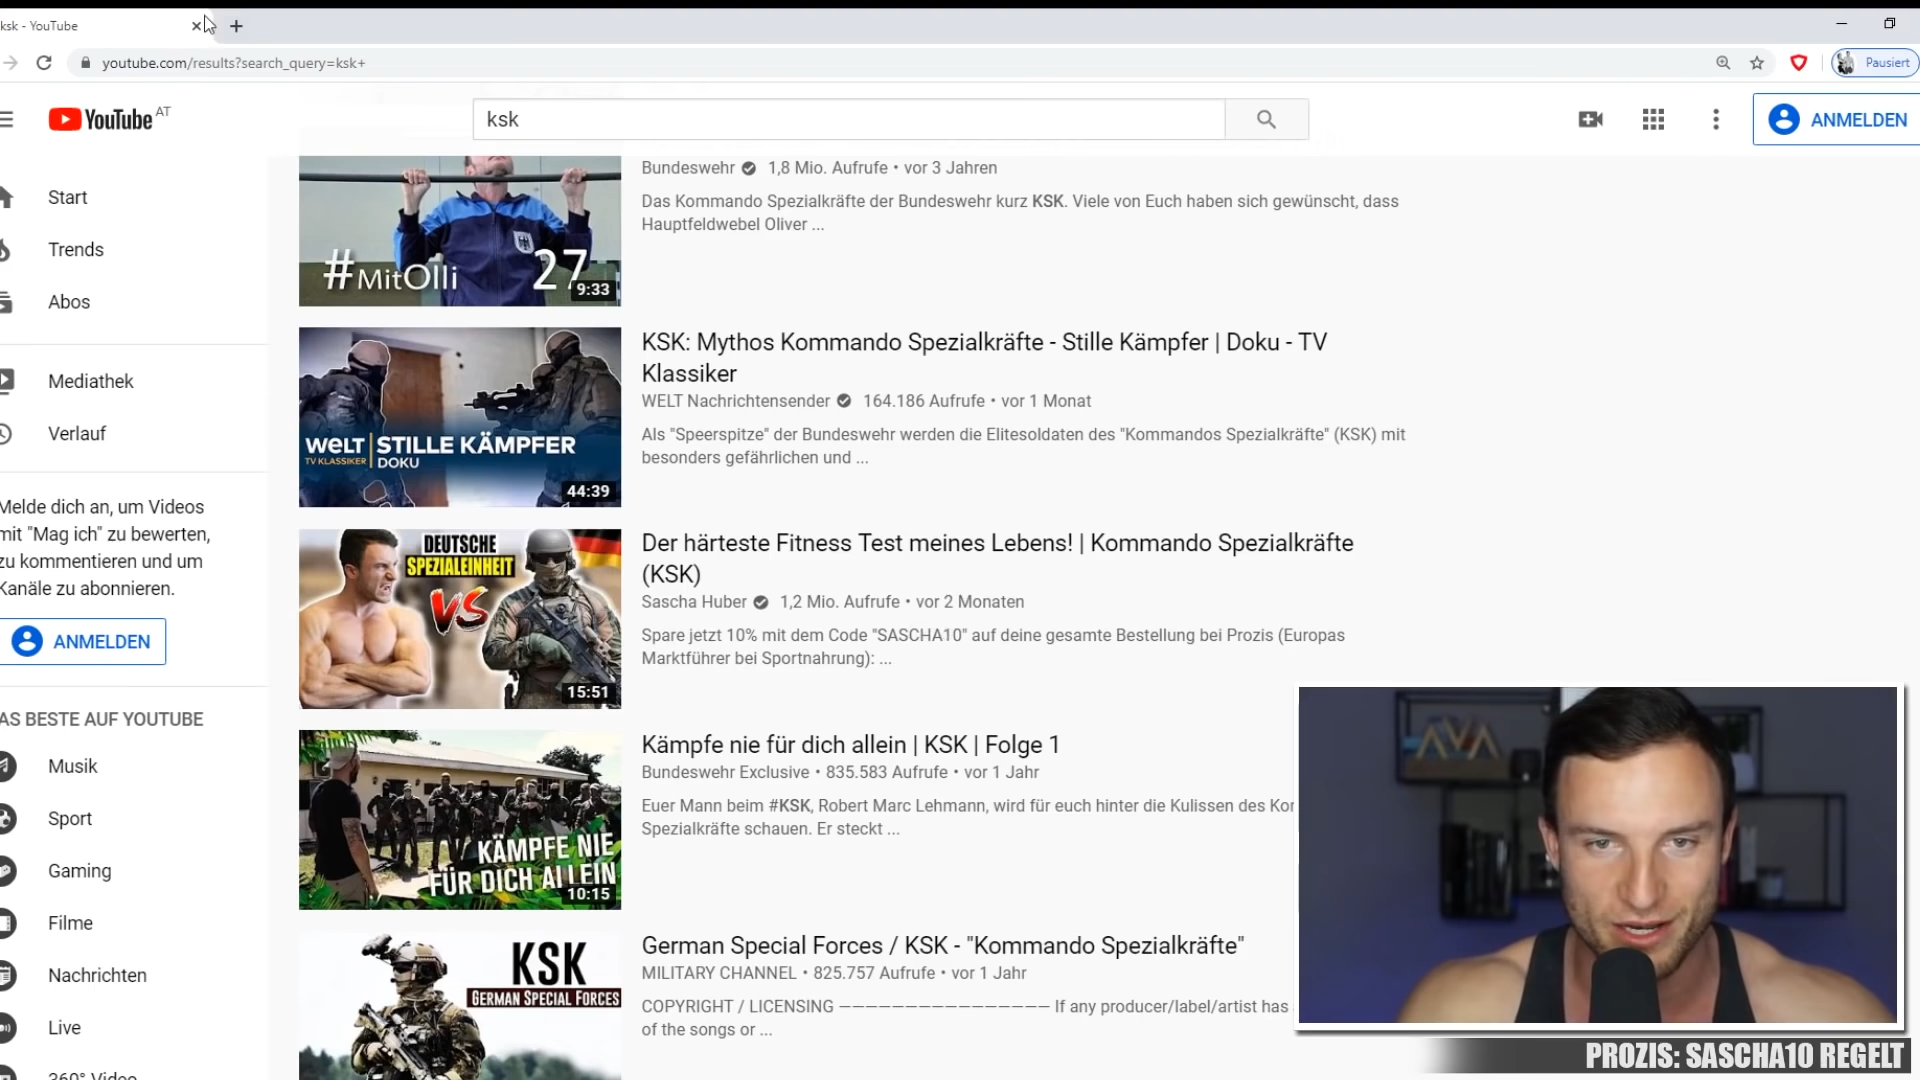 ksk - YouTube
youtube.com/results?search_query=ksk+
Pausiert
YouTube AT
ksk
ANMELDEN
Start
Trends
Abos
Mediathek
Verlauf
Melde dich an, um Videos
mit "Mag ich" zu bewerten,
zu kommentieren und um
Kanäle zu abonnieren.
ANMELDEN
AS BESTE AUF YOUTUBE
Musik
Sport
Gaming
Filme
Nachrichten
Live
360° Video
#MitOlli 27
9:33
Bundeswehr 1,8 Mio. Aufrufe • vor 3 Jahren
Das Kommando Spezialkräfte der Bundeswehr kurz KSK. Viele von Euch haben sich gewünscht, dass
Hauptfeldwebel Oliver ...
welt STILLE KÄMPFER
TV KLASSIKER DOKU
44:39
KSK: Mythos Kommando Spezialkräfte - Stille Kämpfer | Doku - TV
Klassiker
WELT Nachrichtensender 164.186 Aufrufe • vor 1 Monat
Als "Speerspitze" der Bundeswehr werden die Elitesoldaten des "Kommandos Spezialkräfte" (KSK) mit
besonders gefährlichen und ...
DEUTSCHE
SPEZIALEINHEIT
VS
15:51
Der härteste Fitness Test meines Lebens! | Kommando Spezialkräfte
(KSK)
Sascha Huber 1,2 Mio. Aufrufe • vor 2 Monaten
Spare jetzt 10% mit dem Code "SASCHA10" auf deine gesamte Bestellung bei Prozis (Europas
Marktführer bei Sportnahrung): ...
KÄMPFE NIE
FÜR DICH ALLEIN
10:15
Kämpfe nie für dich allein | KSK | Folge 1
Bundeswehr Exclusive • 835.583 Aufrufe • vor 1 Jahr
Euer Mann beim #KSK, Robert Marc Lehmann, wird für euch hinter die Kulissen des Kor
Spezialkräfte schauen. Er steckt ...
KSK
GERMAN SPECIAL FORCES
German Special Forces / KSK - "Kommando Spezialkräfte"
MILITARY CHANNEL • 825.757 Aufrufe • vor 1 Jahr
COPYRIGHT / LICENSING ———————————————— If any producer/label/artist has
of the songs or ...
PROZIS: SASCHA10 REGELT